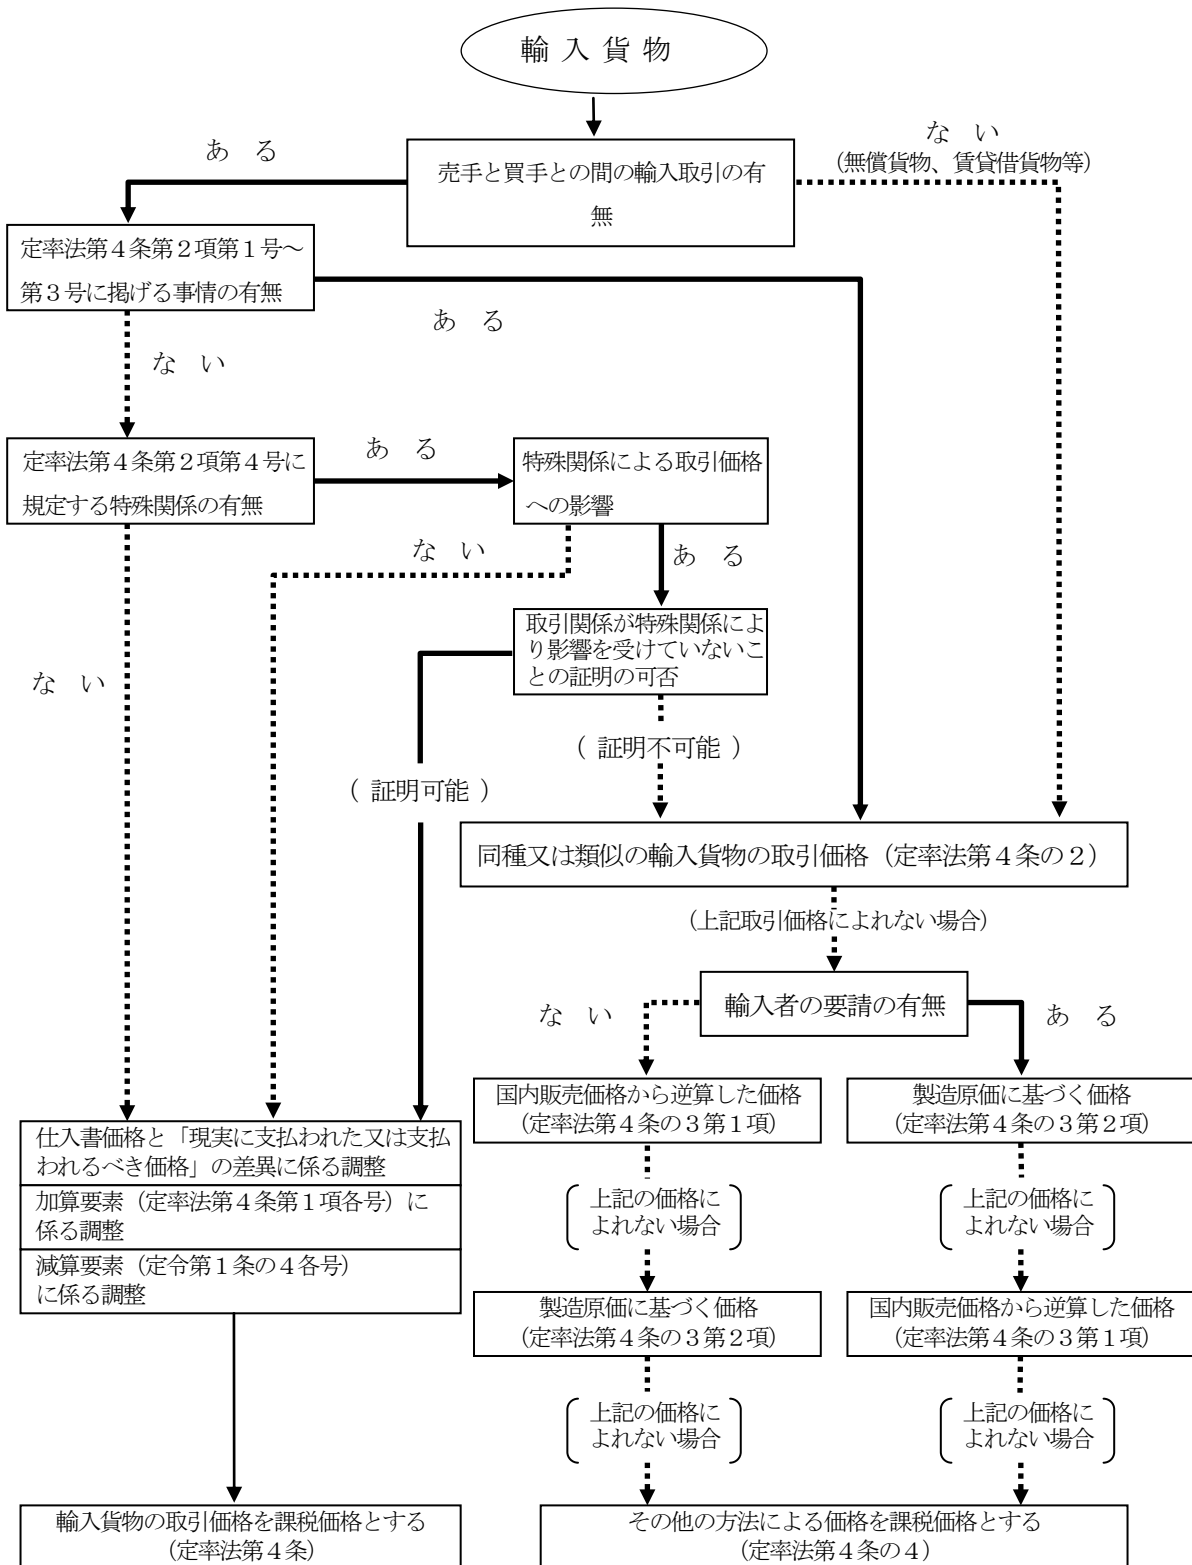 輸 入 貨 物
あ　る
な　い
（無償貨物、賃貸借貨物等）
売手と買手との間の輸入取引の有
無
定率法第４条第２項第１号～
第３号に掲げる事情の有無
あ　る
な　い
定率法第４条第２項第４号に
規定する特殊関係の有無
あ　る
特殊関係による取引価格
への影響
な　い
あ　る
取引関係が特殊関係によ
り影響を受けていないこ
との証明の可否
な　い
（ 証明不可能 ）
（ 証明可能 ）
同種又は類似の輸入貨物の取引価格（定率法第４条の２）
（上記取引価格によれない場合）
輸入者の要請の有無
な　い
あ　る
国内販売価格から逆算した価格
（定率法第４条の３第１項）
製造原価に基づく価格
（定率法第４条の３第２項）
仕入書価格と「現実に支払われた又は支払
われるべき価格」の差異に係る調整
加算要素（定率法第４条第１項各号）に
係る調整
減算要素（定令第１条の４各号）
に係る調整
上記の価格に
よれない場合
上記の価格に
よれない場合
製造原価に基づく価格
（定率法第４条の３第２項）
国内販売価格から逆算した価格
（定率法第４条の３第１項）
上記の価格に
よれない場合
上記の価格に
よれない場合
輸入貨物の取引価格を課税価格とする
（定率法第４条）
その他の方法による価格を課税価格とする
（定率法第４条の４）